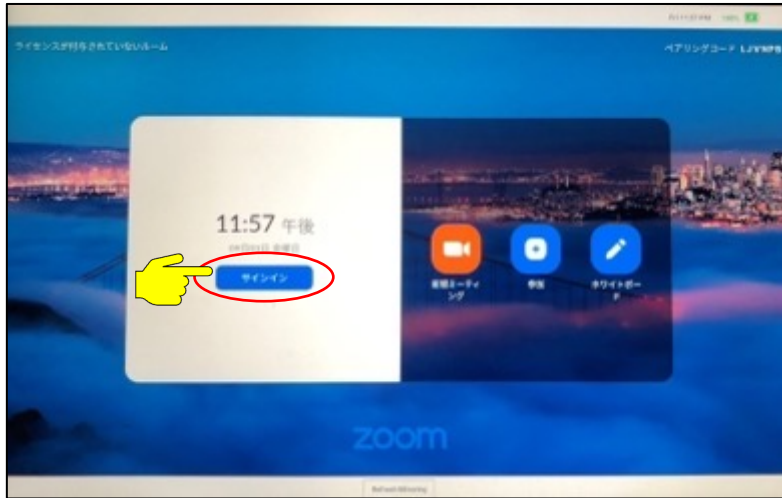 ライセンスが付与されていないルーム
ペアリングコード
11:57 午後
サインイン
新規ミーティ
ング
参加
ホワイトボー
ド
zoom